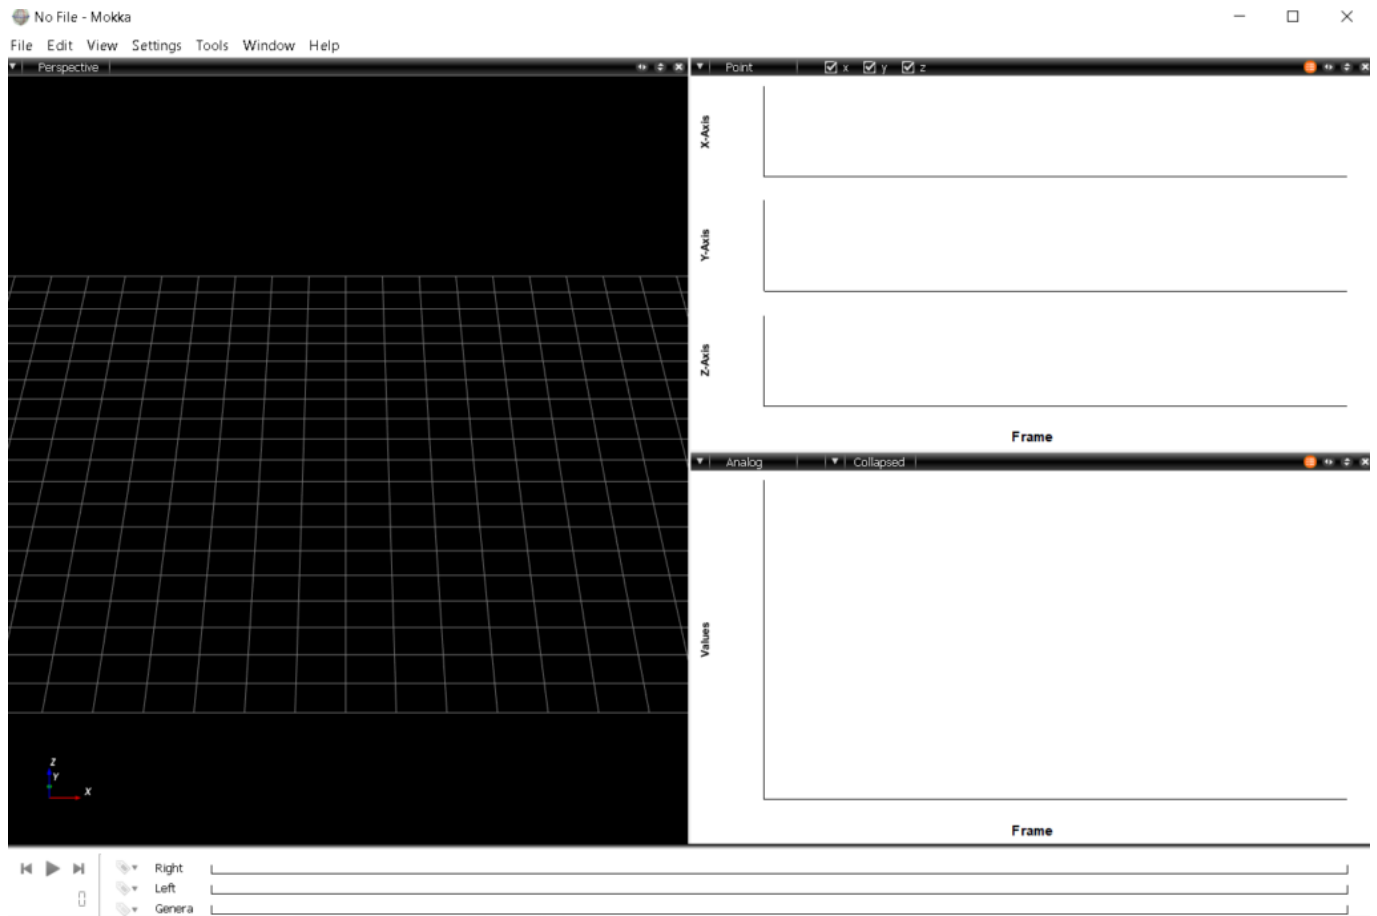 No File - Mokka
File Edit View Settings Tools Window Help
Perspective
Point x y z
X-Axis
Y-Axis
Z-Axis
Frame
Analog Collapsed
Values
Frame
Z
Y
X
Right
Left
Genera